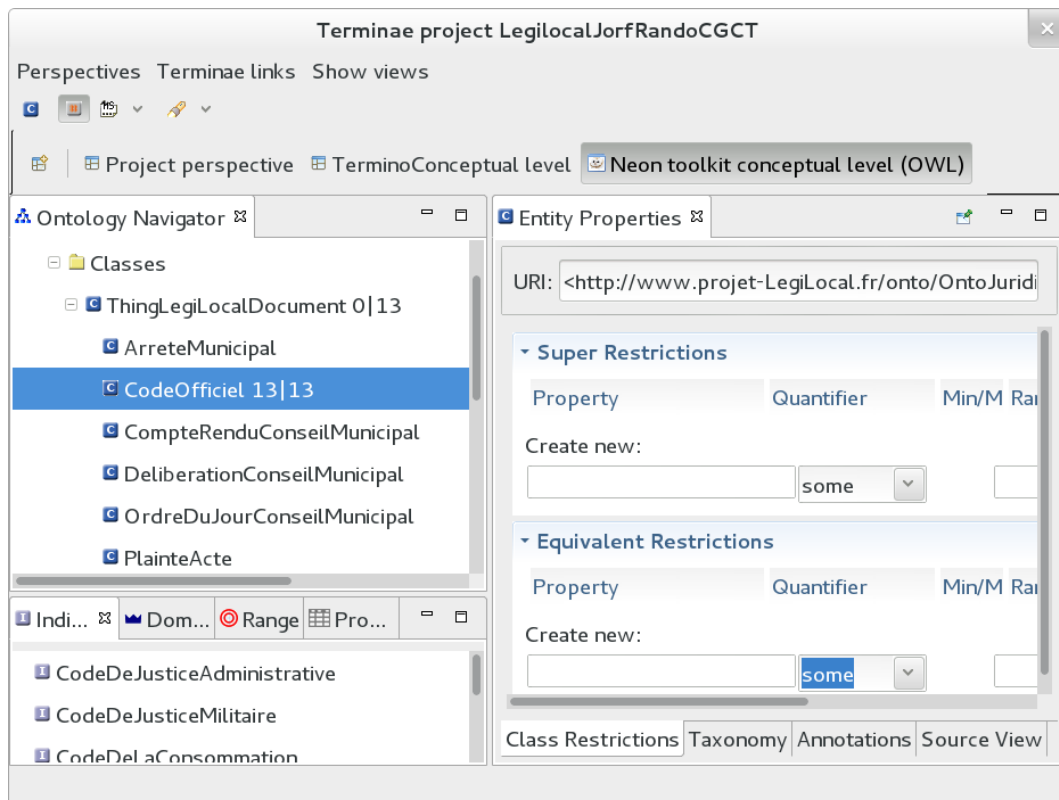 Terminae project LegilocalJorfRandoCGCT
Perspectives Terminae links Show views
Project perspective TerminoConceptual level Neon toolkit conceptual level (OWL)
Ontology Navigator
Classes
ThingLegiLocalDocument 0|13
ArreteMunicipal
CodeOfficiel 13|13
CompteRenduConseilMunicipal
DeliberationConseilMunicipal
OrdreDuJourConseilMunicipal
PlainteActe
Indi... Dom... Range Pro...
CodeDeJusticeAdministrative
CodeDeJusticeMilitaire
CodeDeLaConsommation
Entity Properties
URI: <http://www.projet-LegiLocal.fr/onto/OntoJuridi
Super Restrictions
Property Quantifier Min/M Ran
Create new:
some
Equivalent Restrictions
Property Quantifier Min/M Ran
Create new:
some
Class Restrictions Taxonomy Annotations Source View